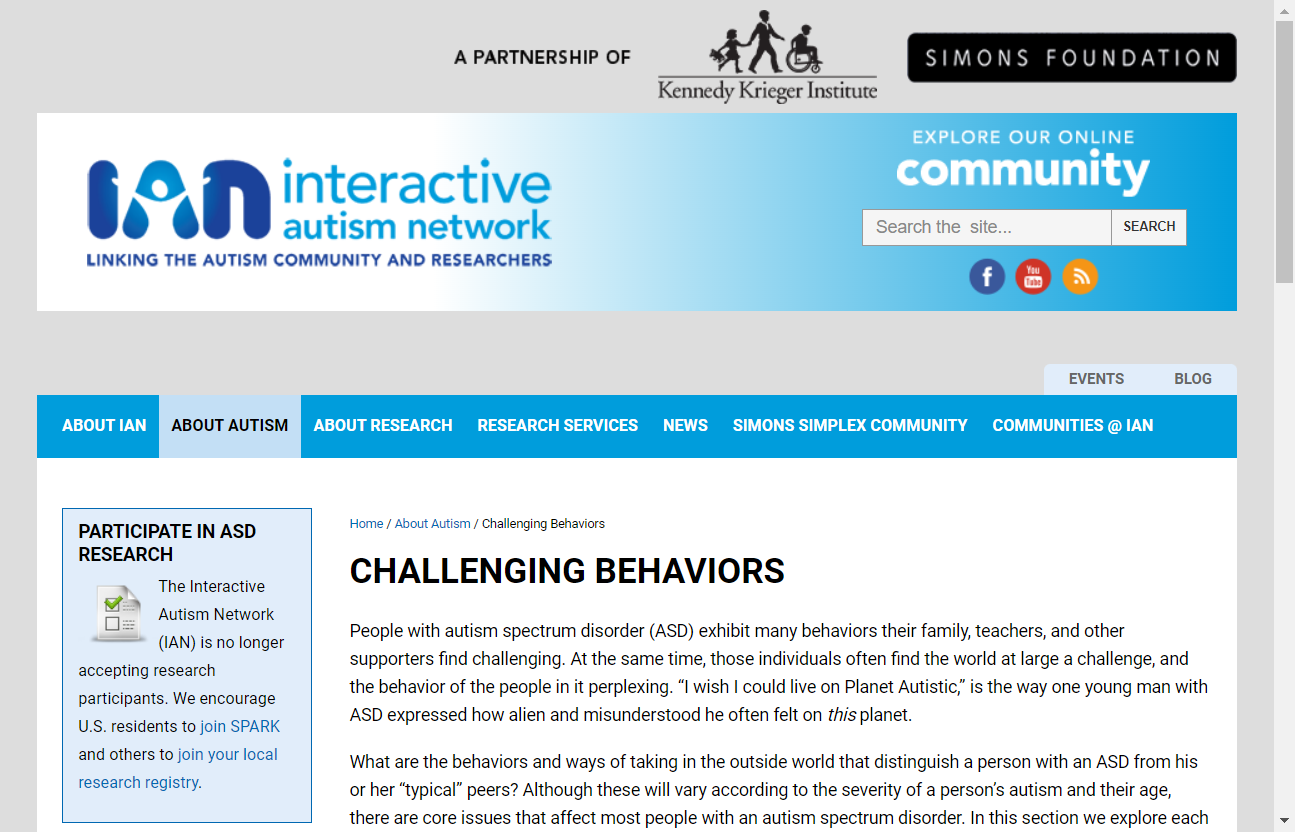 A PARTNERSHIP OF
Kennedy Krieger Institute
SIMONS FOUNDATION
IAN interactive
autism network
LINKING THE AUTISM COMMUNITY AND RESEARCHERS
EXPLORE OUR ONLINE
community
Search the  site...
SEARCH
f
You
Tube
EVENTS
BLOG
ABOUT IAN
ABOUT AUTISM
ABOUT RESEARCH
RESEARCH SERVICES
NEWS
SIMONS SIMPLEX COMMUNITY
COMMUNITIES @ IAN
PARTICIPATE IN ASD
RESEARCH
The Interactive
Autism Network
(IAN) is no longer
accepting research
participants. We encourage
U.S. residents to join SPARK
and others to join your local
research registry.
Home / About Autism / Challenging Behaviors
CHALLENGING BEHAVIORS
People with autism spectrum disorder (ASD) exhibit many behaviors their family, teachers, and other
supporters find challenging. At the same time, those individuals often find the world at large a challenge, and
the behavior of the people in it perplexing. “I wish I could live on Planet Autistic,” is the way one young man with
ASD expressed how alien and misunderstood he often felt on this planet.
What are the behaviors and ways of taking in the outside world that distinguish a person with an ASD from his
or her “typical” peers? Although these will vary according to the severity of a person’s autism and their age,
there are core issues that affect most people with an autism spectrum disorder. In this section we explore each